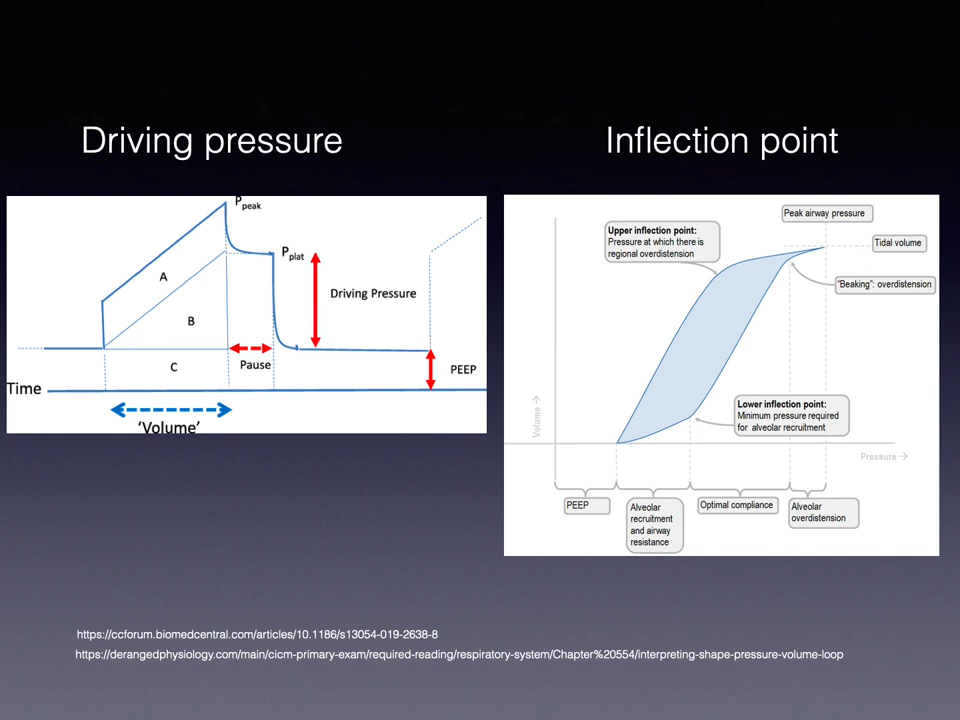 Driving pressure
Inflection point
Ppeak
Pplat
A
Driving Pressure
B
C
Pause
PEEP
Time
‘Volume’
Peak airway pressure
Upper inflection point:
Pressure at which there is
regional overdistension
Tidal volume
"Beaking": overdistension
Lower inflection point:
Minimum pressure required
for alveolar recruitment
Volume →
Pressure →
PEEP
Alveolar
recruitment
and airway
resistance
Optimal compliance
Alveolar
overdistension
https://ccforum.biomedcentral.com/articles/10.1186/s13054-019-2638-8
https://derangedphysiology.com/main/cicm-primary-exam/required-reading/respiratory-system/Chapter%20554/interpreting-shape-pressure-volume-loop